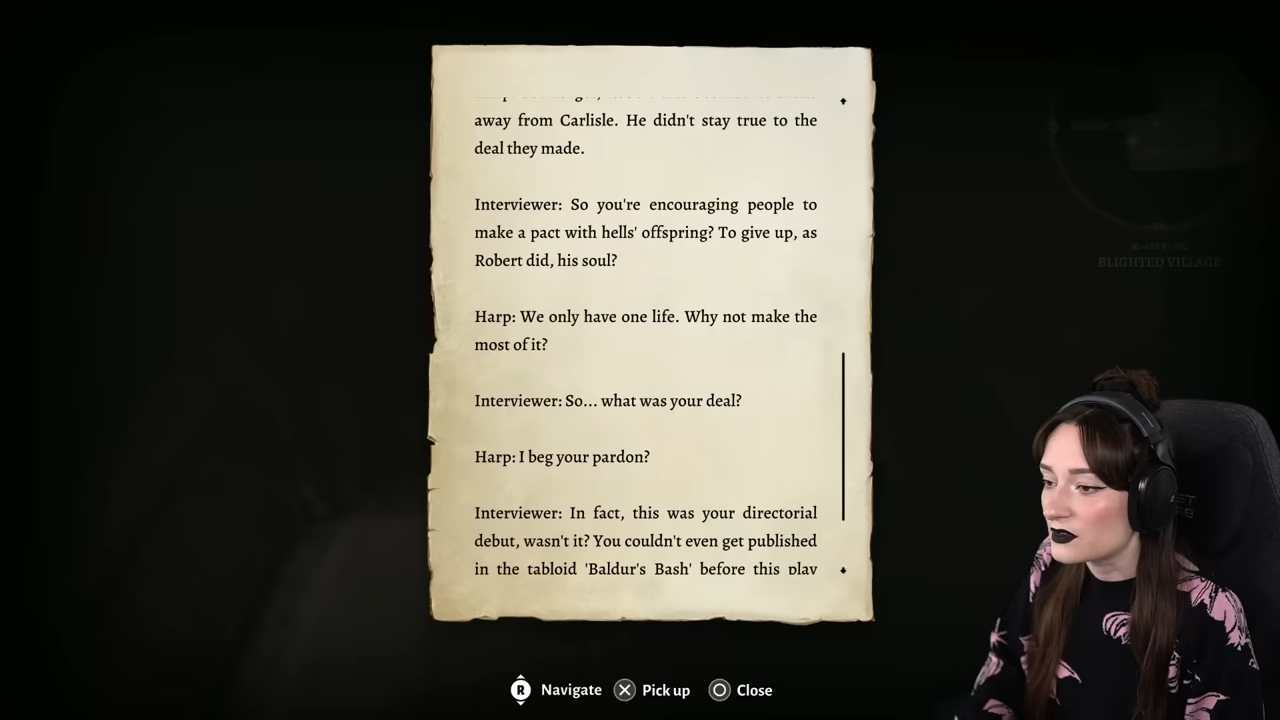 away from Carlisle. He didn't stay true to the
deal they made.
Interviewer: So you're encouraging people to
make a pact with hells' offspring? To give up, as
Robert did, his soul?
Harp: We only have one life. Why not make the
most of it?
Interviewer: So... what was your deal?
Harp: I beg your pardon?
Interviewer: In fact, this was your directorial
debut, wasn't it? You couldn't even get published
in the tabloid 'Baldur's Bash' before this play
BLIGHTED VILLAGE
R Navigate Pick up Close